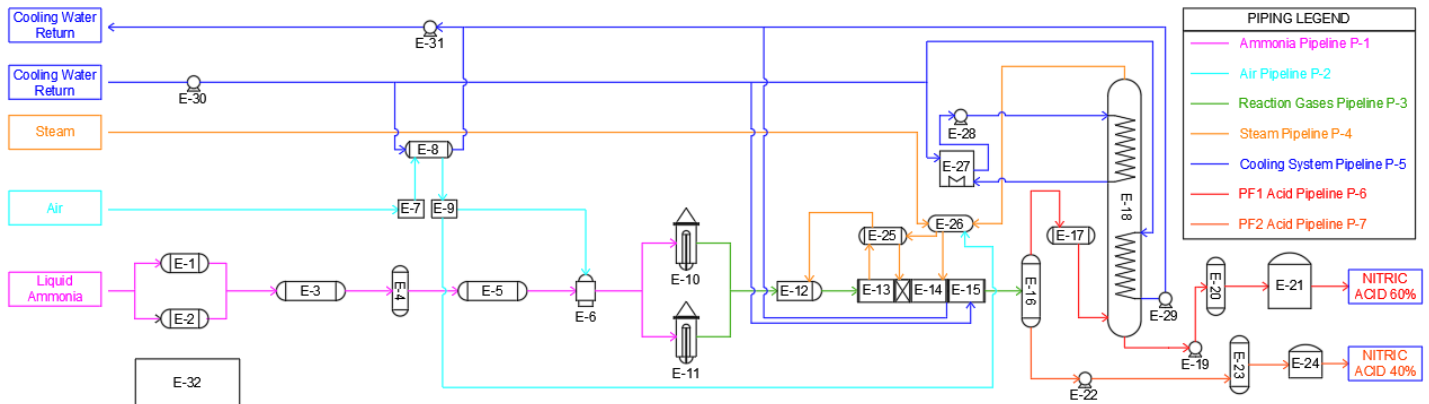 Cooling Water
Return
Cooling Water
Return
Steam
Air
Liquid
Ammonia
E-31
E-30
E-8
E-7
E-9
E-1
E-2
E-3
E-4
E-5
E-6
E-10
E-11
E-12
E-25
E-26
E-13
E-14
E-15
E-28
E-27
E-18
E-17
E-16
E-29
E-19
E-20
E-21
E-22
E-23
E-24
E-32
NITRIC
ACID 60%
NITRIC
ACID 40%
PIPING LEGEND
Ammonia Pipeline P-1
Air Pipeline P-2
Reaction Gases Pipeline P-3
Steam Pipeline P-4
Cooling System Pipeline P-5
PF1 Acid Pipeline P-6
PF2 Acid Pipeline P-7